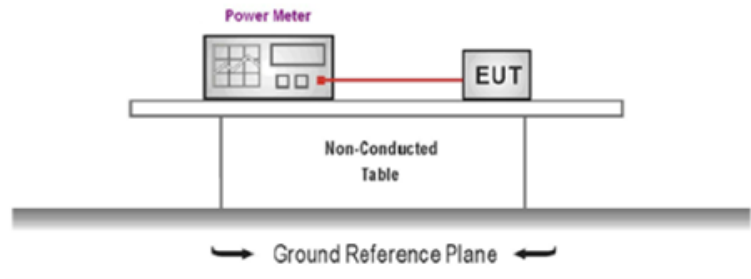 Power Meter
EUT
Non-Conducted
Table
Ground Reference Plane